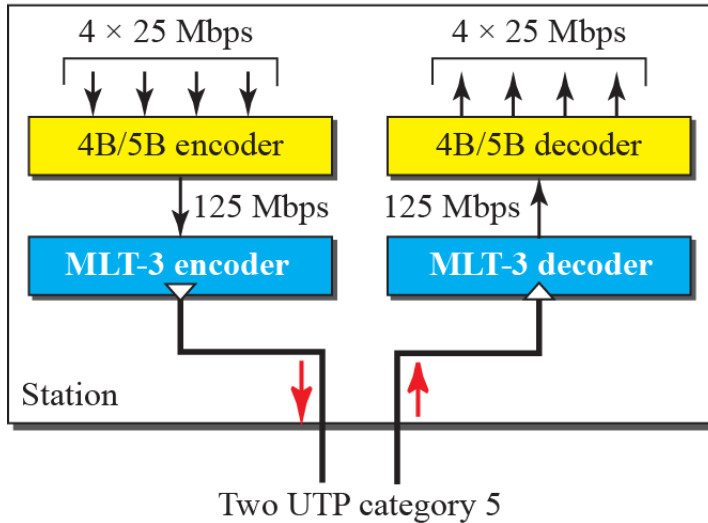 4 × 25 Mbps
4 × 25 Mbps
4B/5B encoder
4B/5B decoder
125 Mbps
125 Mbps
MLT-3 encoder
MLT-3 decoder
Station
Two UTP category 5